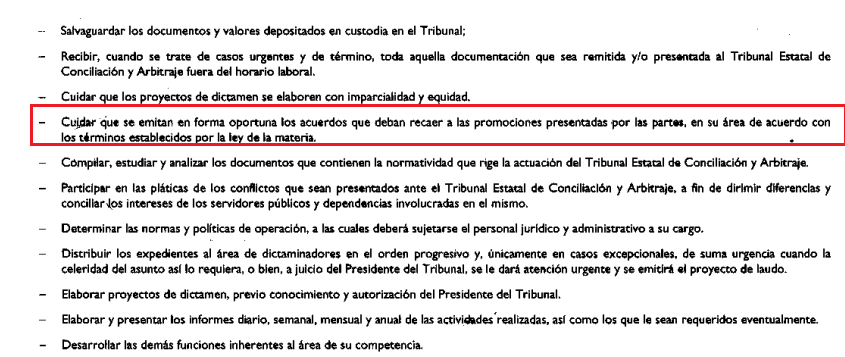 – Salvaguardar los documentos y valores depositados en custodia en el Tribunal;
– Recibir, cuando se trate de casos urgentes y de término, toda aquella documentación que sea remitida y/o presentada al Tribunal Estatal de
Conciliación y Arbitraje fuera del horario laboral.
– Cuidar que los proyectos de dictamen se elaboren con imparcialidad y equidad.
– Cuidar que se emitan en forma oportuna los acuerdos que deban recaer a las promociones presentadas por las partes, en su área de acuerdo con
los términos establecidos por la ley de la materia.
– Compilar, estudiar y analizar los documentos que contienen la normatividad que rige la actuación del Tribunal Estatal de Conciliación y Arbitraje.
– Participar en las pláticas de los conflictos que sean presentados ante el Tribunal Estatal de Conciliación y Arbitraje, a fin de dirimir diferencias y
conciliar los intereses de los servidores públicos y dependencias involucradas en el mismo.
– Determinar las normas y políticas de operación, a las cuales deberá sujetarse el personal jurídico y administrativo a su cargo.
– Distribuir los expedientes al área de dictaminadores en el orden progresivo y, únicamente en casos excepcionales, de suma urgencia cuando la
celeridad del asunto así lo requiera, o bien, a juicio del Presidente del Tribunal, se le dará atención urgente y se emitirá el proyecto de laudo.
– Elaborar proyectos de dictamen, previo conocimiento y autorización del Presidente del Tribunal.
– Elaborar y presentar los informes diario, semanal, mensual y anual de las actividades realizadas, así como los que le sean requeridos eventualmente.
– Desarrollar las demás funciones inherentes al área de su competencia.